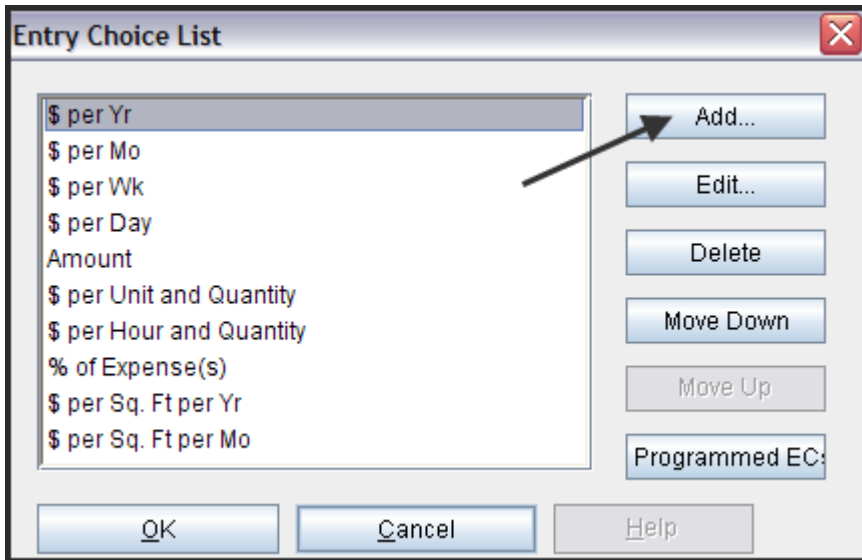 Entry Choice List
$ per Yr
$ per Mo
$ per Wk
$ per Day
Amount
$ per Unit and Quantity
$ per Hour and Quantity
% of Expense(s)
$ per Sq. Ft per Yr
$ per Sq. Ft per Mo
Add...
Edit...
Delete
Move Down
Move Up
Programmed EC
OK
Cancel
Help